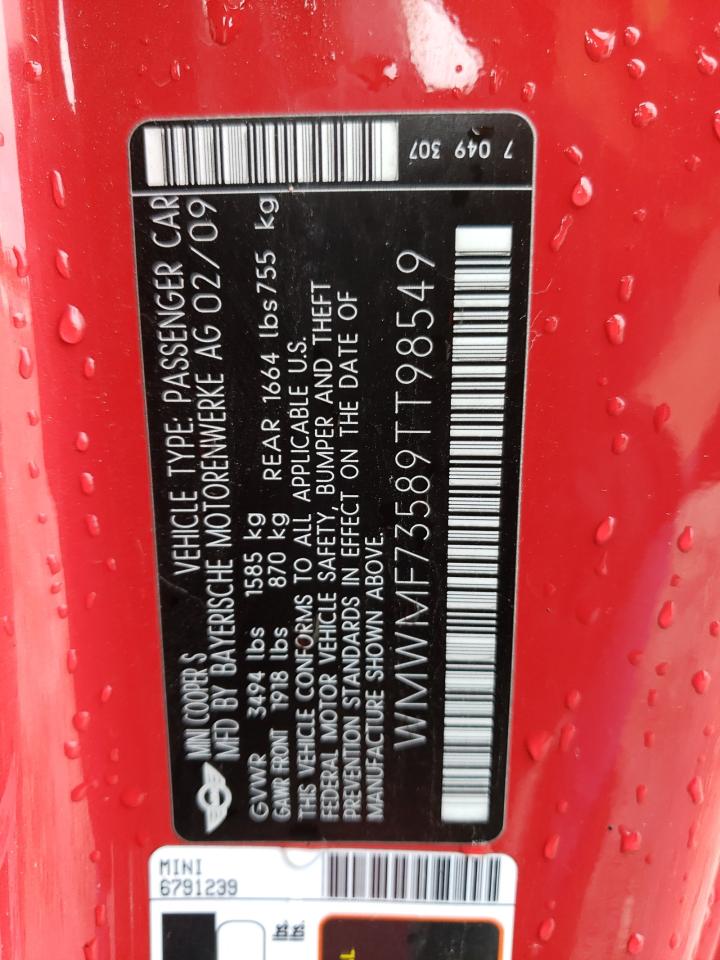 7 049 307
MINI COOPER S VEHICLE TYPE: PASSENGER CAR
MFD BY BAYERISCHE MOTORENWERKE AG 02/09
GVWR 3494 lbs 1585 kg
GAWR FRONT 1918 lbs 870 kg REAR 1664 lbs 755 kg
THIS VEHICLE CONFORMS TO ALL APPLICABLE U.S.
FEDERAL MOTOR VEHICLE SAFETY, BUMPER AND THEFT
PREVENTION STANDARDS IN EFFECT ON THE DATE OF
MANUFACTURE SHOWN ABOVE.
WMWMF73589TT98549
MINI
6791239